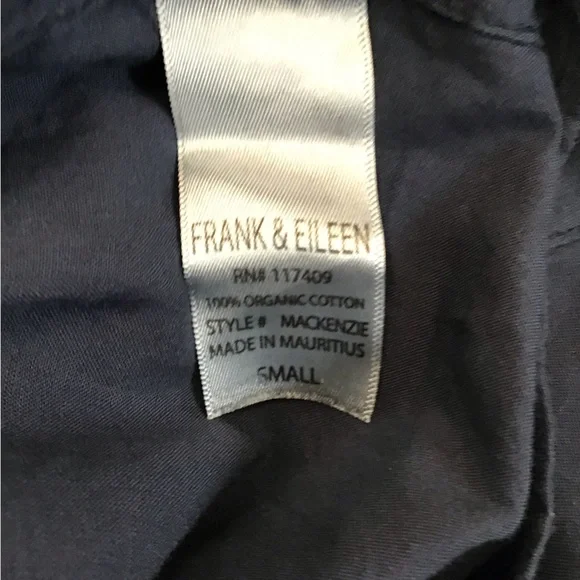 FRANK & EILEEN
RN# 117409
100% ORGANIC COTTON
STYLE # MACKENZIE
MADE IN MAURITIUS
SMALL